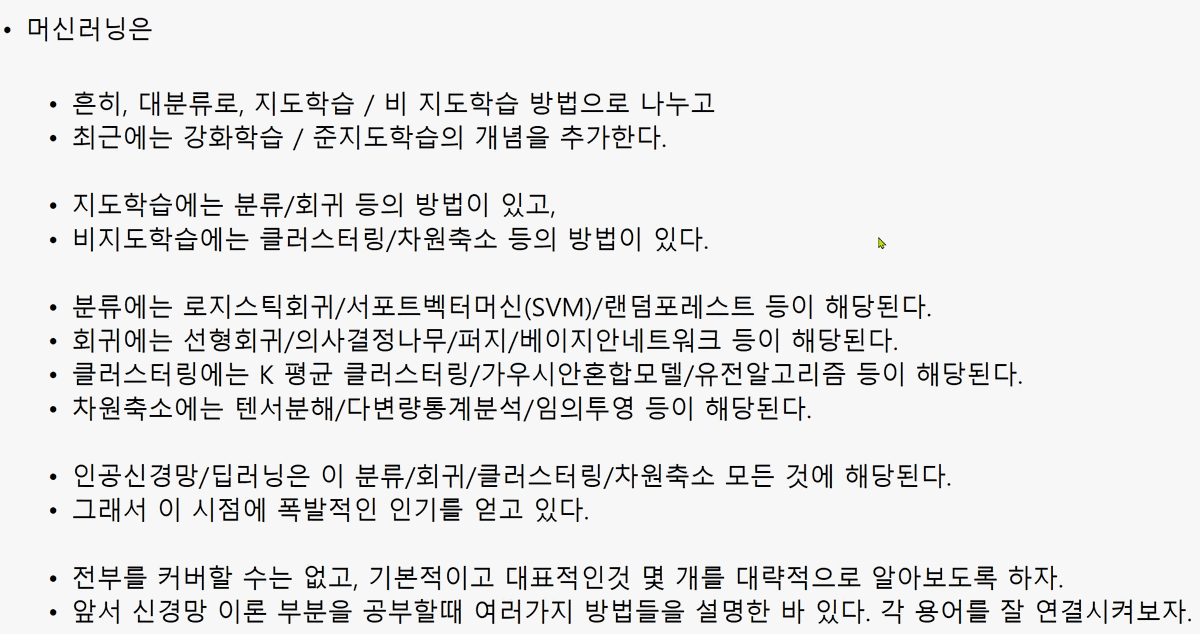 • 머신러닝은
• 흔히, 대분류로, 지도학습 / 비 지도학습 방법으로 나누고
• 최근에는 강화학습 / 준지도학습의 개념을 추가한다.
• 지도학습에는 분류/회귀 등의 방법이 있고,
• 비지도학습에는 클러스터링/차원축소 등의 방법이 있다.
• 분류에는 로지스틱회귀/서포트벡터머신(SVM)/랜덤포레스트 등이 해당된다.
• 회귀에는 선형회귀/의사결정나무/퍼지/베이지안네트워크 등이 해당된다.
• 클러스터링에는 K 평균 클러스터링/가우시안혼합모델/유전알고리즘 등이 해당된다.
• 차원축소에는 텐서분해/다변량통계분석/임의투영 등이 해당된다.
• 인공신경망/딥러닝은 이 분류/회귀/클러스터링/차원축소 모든 것에 해당된다.
• 그래서 이 시점에 폭발적인 인기를 얻고 있다.
• 전부를 커버할 수는 없고, 기본적이고 대표적인것 몇 개를 대략적으로 알아보도록 하자.
• 앞서 신경망 이론 부분을 공부할때 여러가지 방법들을 설명한 바 있다. 각 용어를 잘 연결시켜보자.